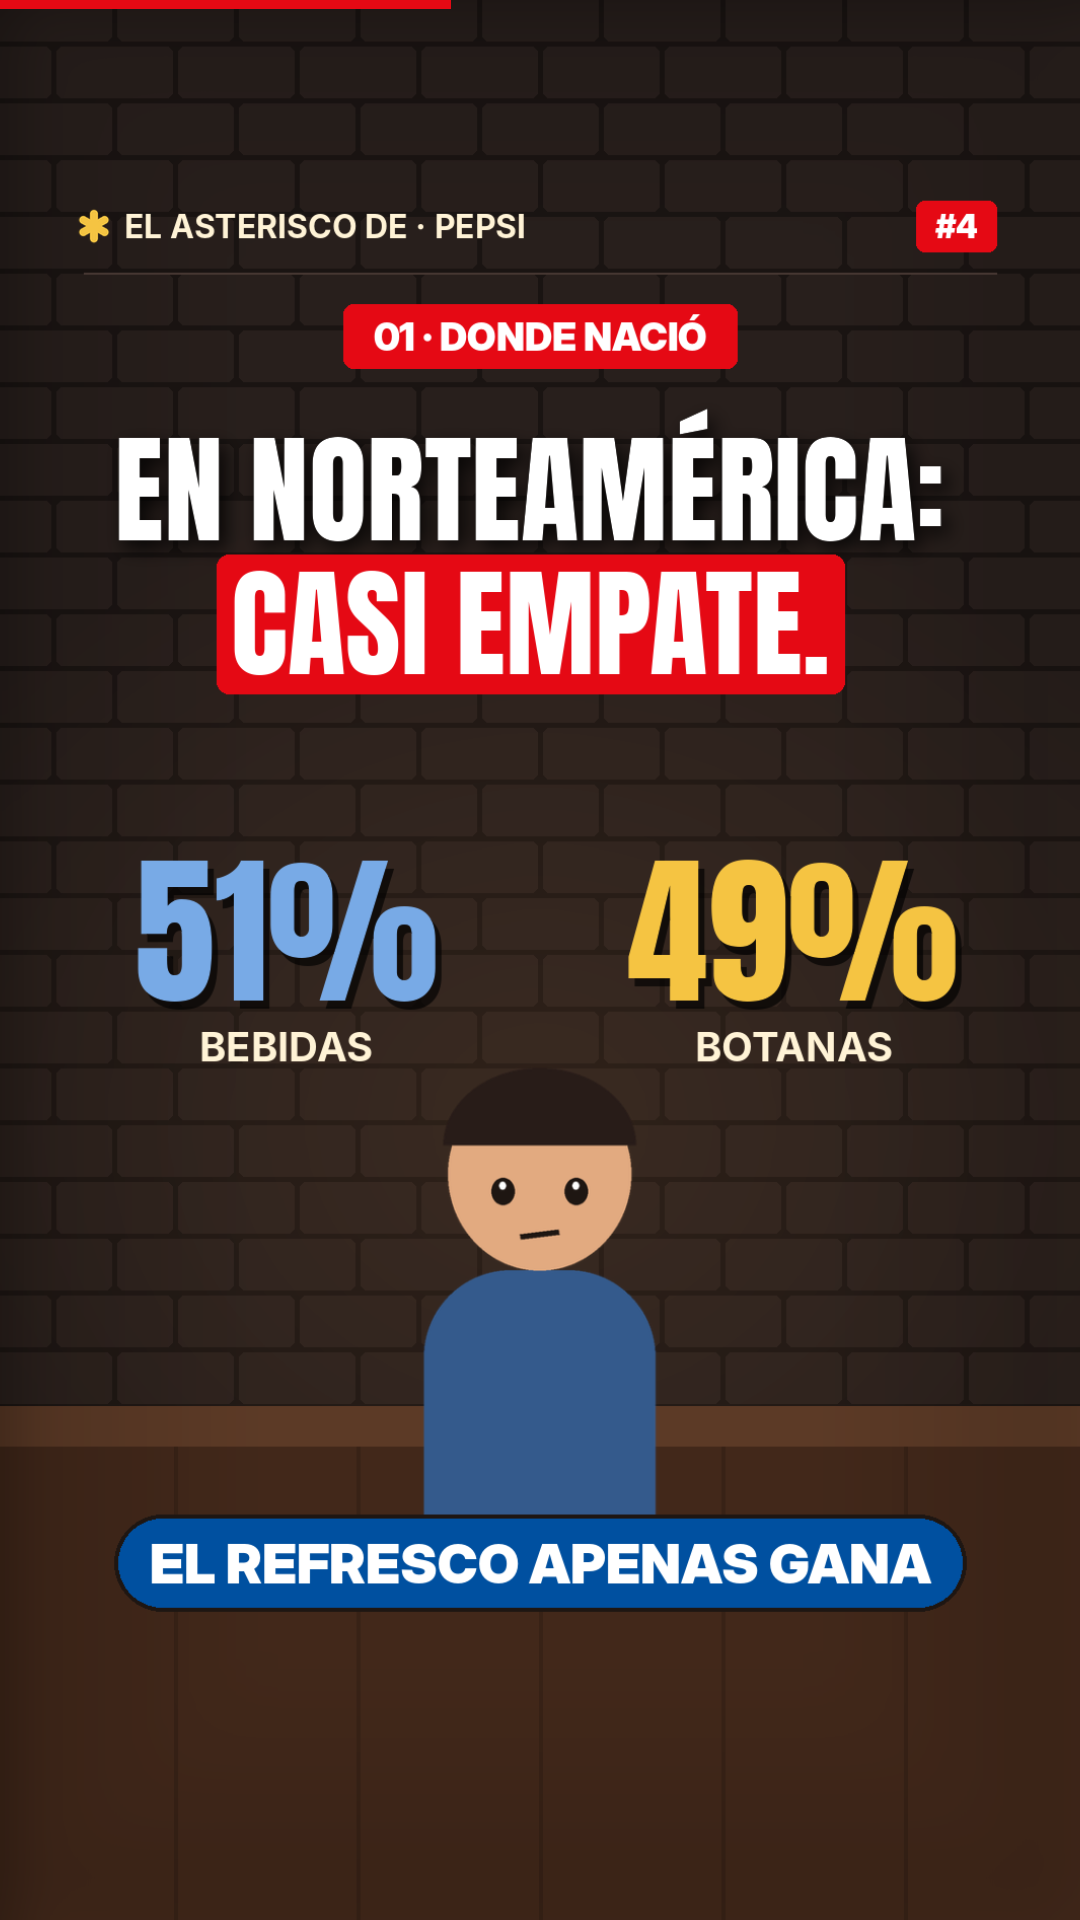 EL ASTERISCO DE · PEPSI
#4
01 · DONDE NACIÓ
EN NORTEAMÉRICA:
CASI EMPATE.
51%
49%
BEBIDAS
BOTANAS
EL REFRESCO APENAS GANA